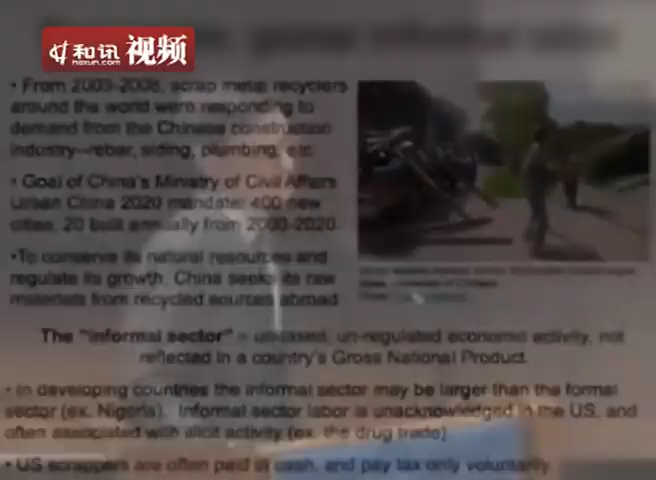 和讯 视频
hexun.com
• From 2003-2008, scrap metal recyclers
around the world were responding to
demand from the Chinese construction
industry–rebar, siding, plumbing, etc.
• Goal of China's Ministry of Civil Affairs
Urban China 2020 mandates 400 new
cities, 20 built annually from 2000-2020.
•To conserve its natural resources and
regulate its growth, China seeks its raw
materials from recycled sources abroad
The "informal sector" = un-taxed, un-regulated economic activity, not
reflected in a country's Gross National Product.
• In developing countries the informal sector may be larger than the formal
sector (ex. Nigeria). Informal sector labor is unacknowledged in the US, and
often associated with illicit activity (ex. the drug trade)
• US scrappers are often paid in cash, and pay tax only voluntarily